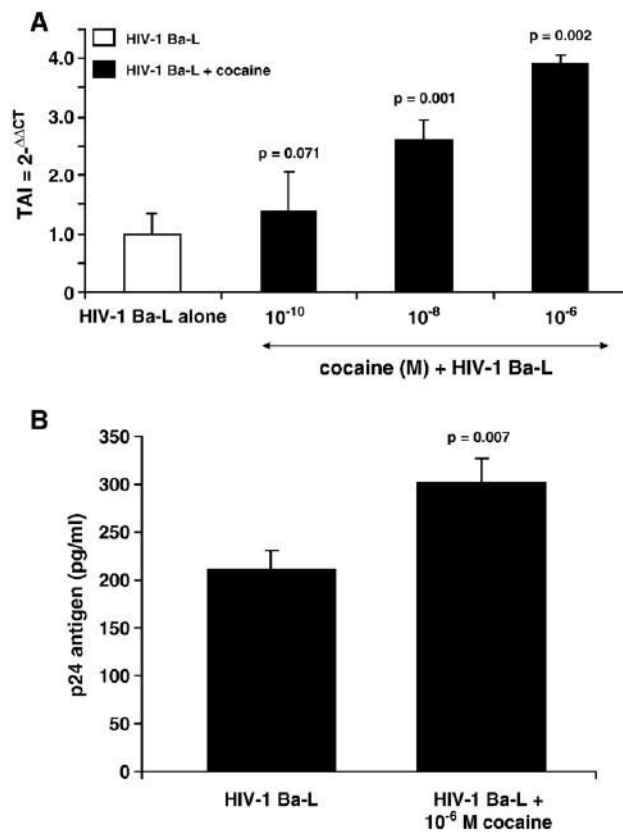 A
HIV-1 Ba-L
HIV-1 Ba-L + cocaine
p = 0.002
p = 0.001
p = 0.071
TAI = 2-ΔΔCT
4.0
3.0
2.0
1.0
0
HIV-1 Ba-L alone 10-10 10-8 10-6
cocaine (M) + HIV-1 Ba-L
B
p = 0.007
p24 antigen (pg/ml)
350
300
250
200
150
100
50
0
HIV-1 Ba-L
HIV-1 Ba-L +
10-6 M cocaine